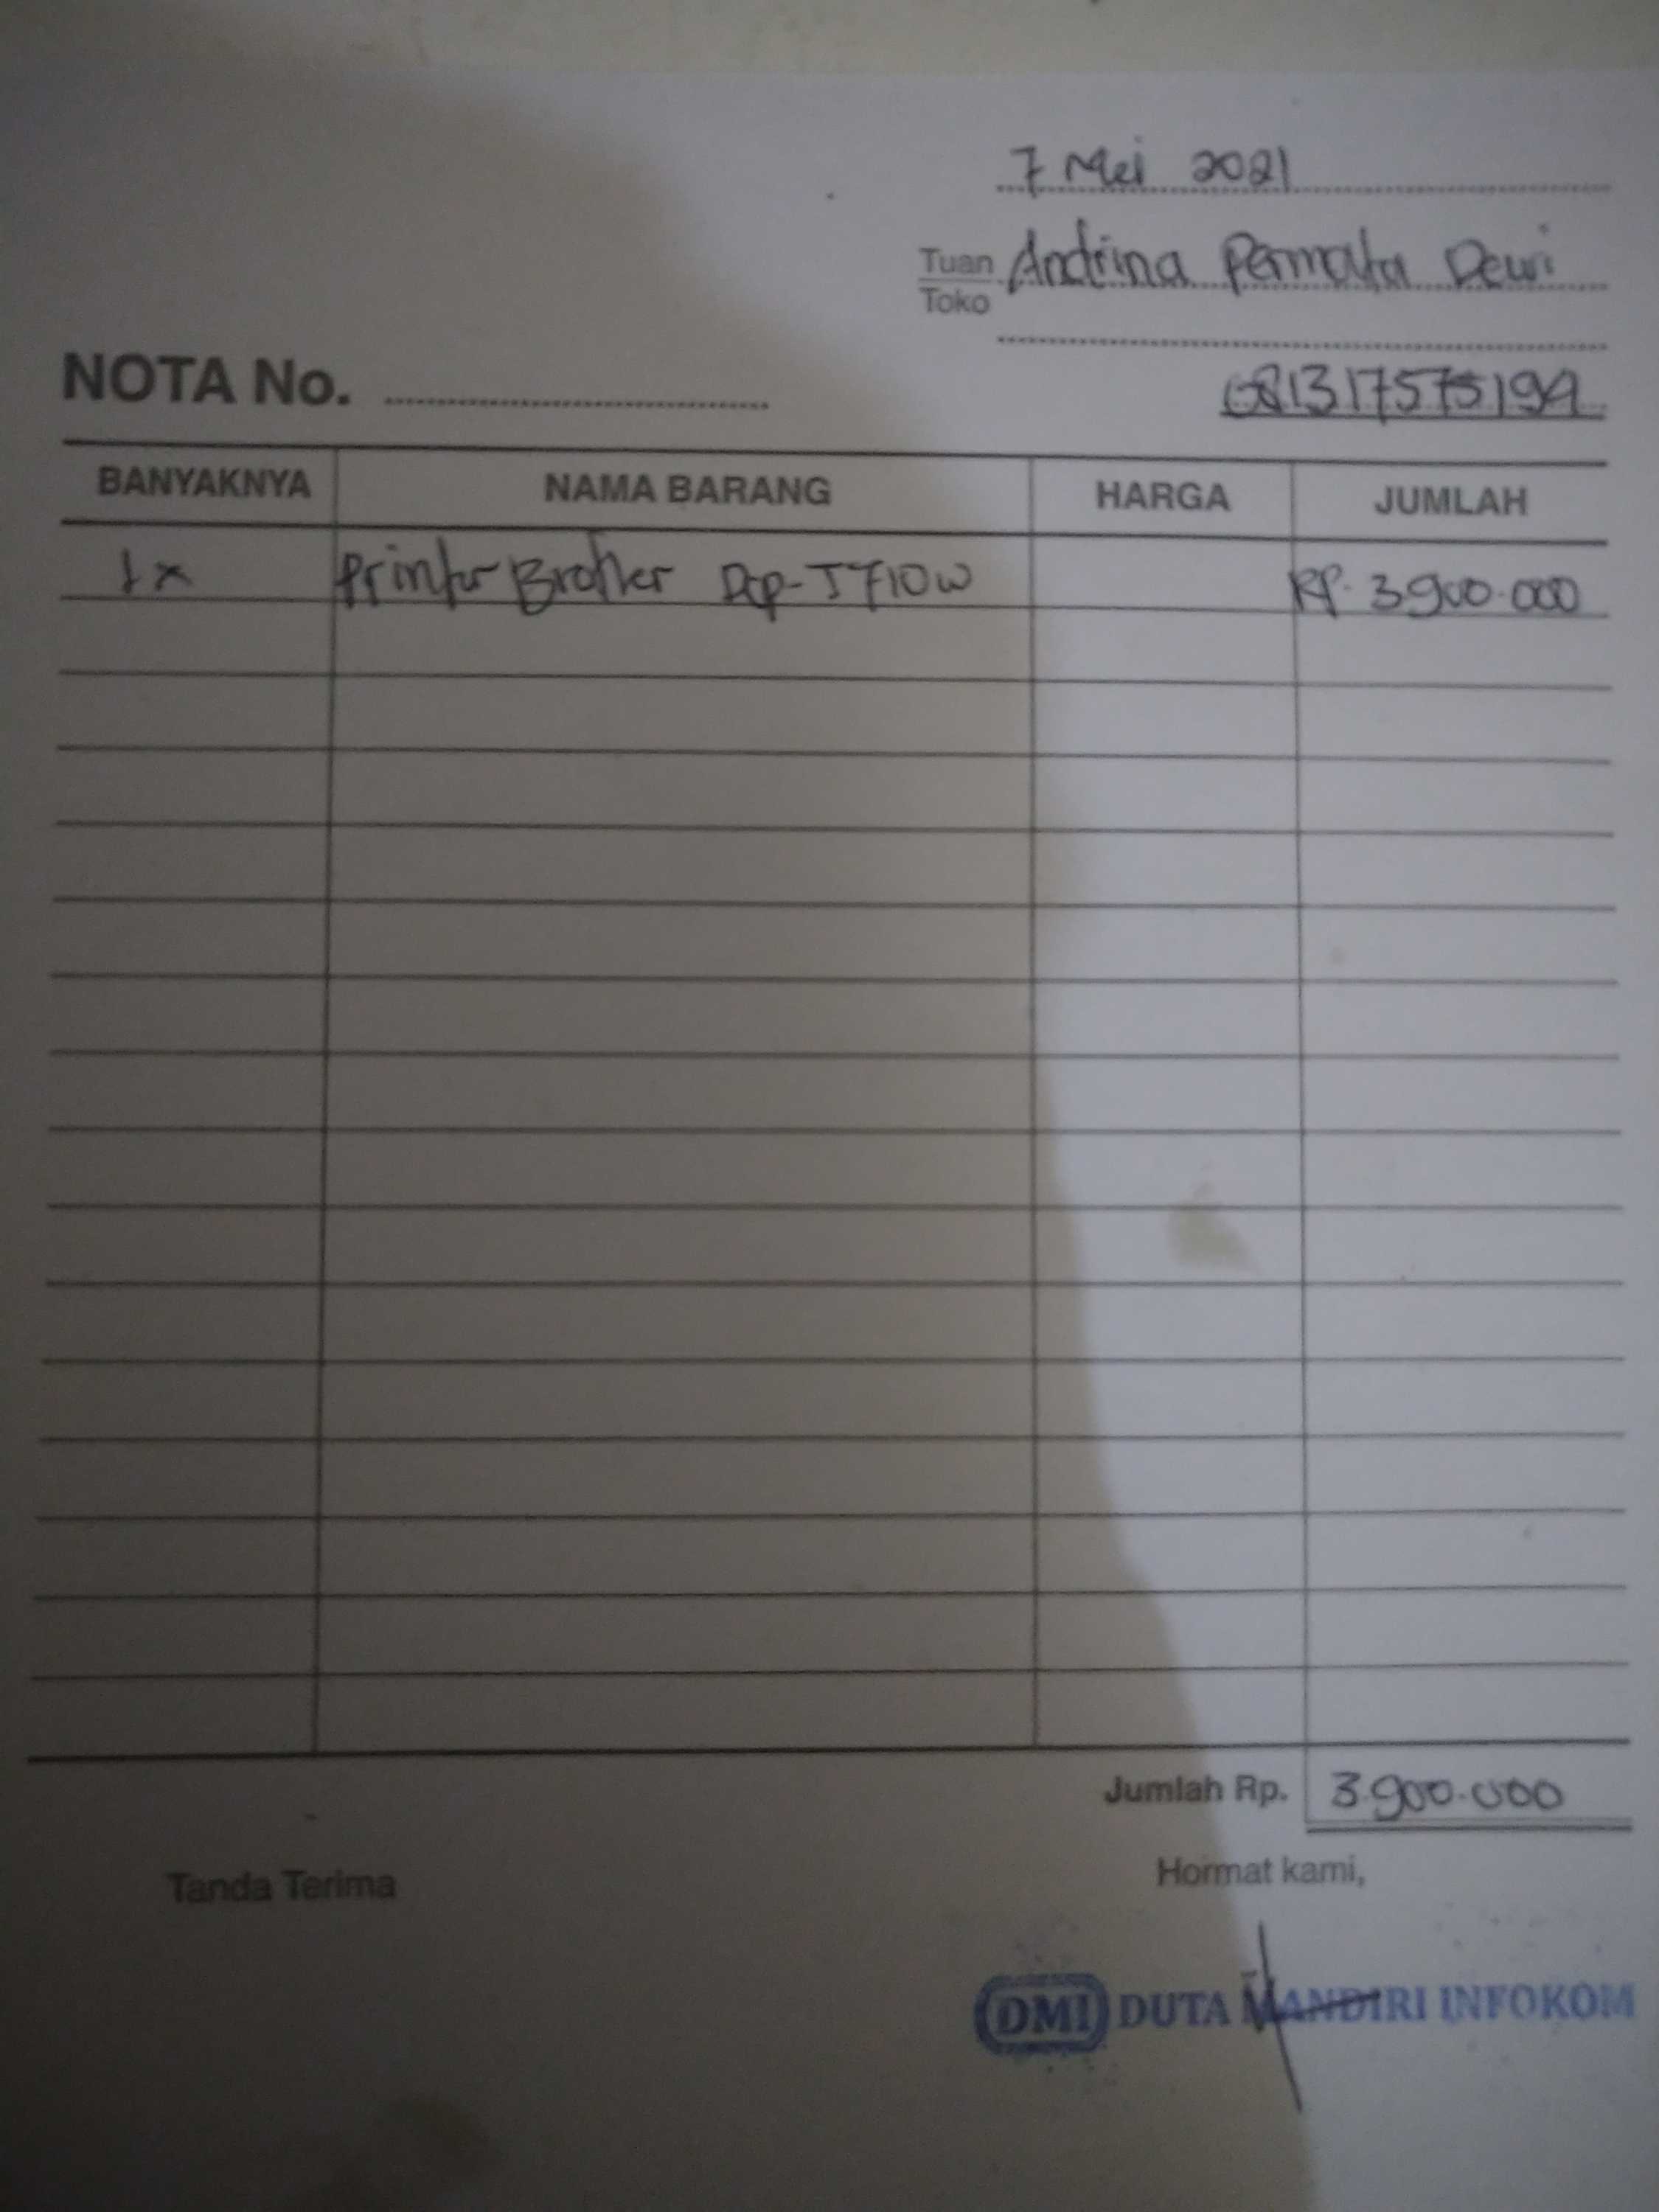 7 Mei 2021
Tuan Andrina Permata Dewi
Toko
NOTA No.
081317575194
BANYAKNYA NAMA BARANG HARGA JUMLAH
1x Printer Brother Dcp-T710w Rp. 3.900.000
Jumlah Rp. 3.900.000
Tanda Terima Hormat kami,
DMI DUTA MANDIRI INFOKOM